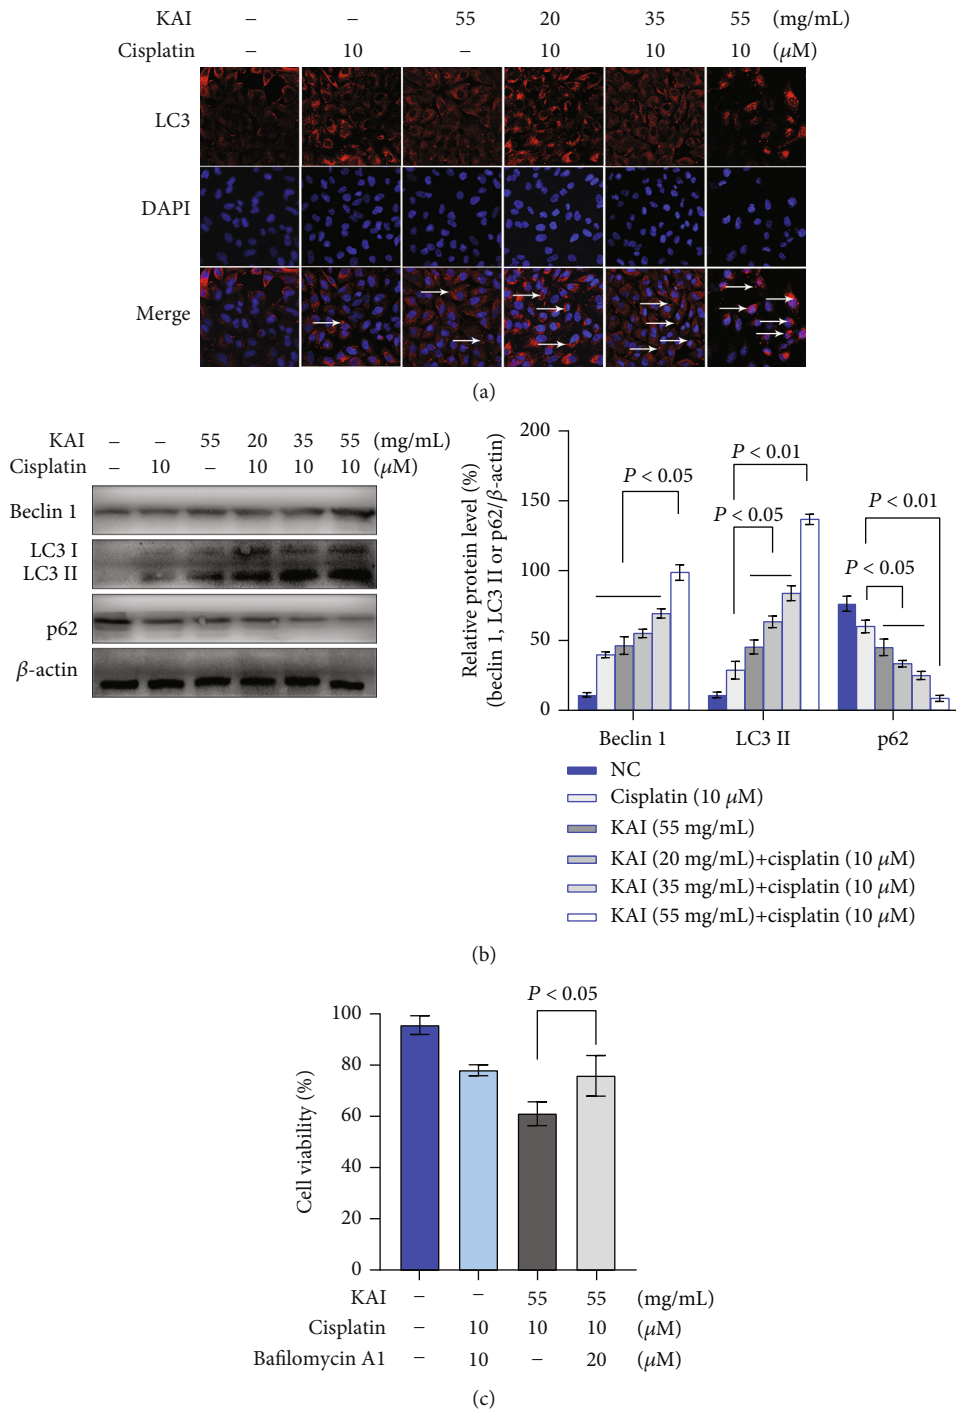 KAI – – 55 20 35 55 (mg/mL)
Cisplatin – 10 – 10 10 10 (μM)
LC3
DAPI
Merge
(a)
KAI – – 55 20 35 55 (mg/mL)
Cisplatin – 10 – 10 10 10 (μM)
Beclin 1
LC3 I
LC3 II
p62
β-actin
Relative protein level (%)
(beclin 1, LC3 II or p62/β-actin)
200
150
100
50
0
P < 0.05
P < 0.01
P < 0.05
P < 0.01
P < 0.05
Beclin 1 LC3 II p62
NC
Cisplatin (10 μM)
KAI (55 mg/mL)
KAI (20 mg/mL)+cisplatin (10 μM)
KAI (35 mg/mL)+cisplatin (10 μM)
KAI (55 mg/mL)+cisplatin (10 μM)
(b)
Cell viability (%)
100
80
60
40
20
0
P < 0.05
KAI – – 55 55 (mg/mL)
Cisplatin – 10 10 10 (μM)
Bafilomycin A1 – 10 – 20 (μM)
(c)